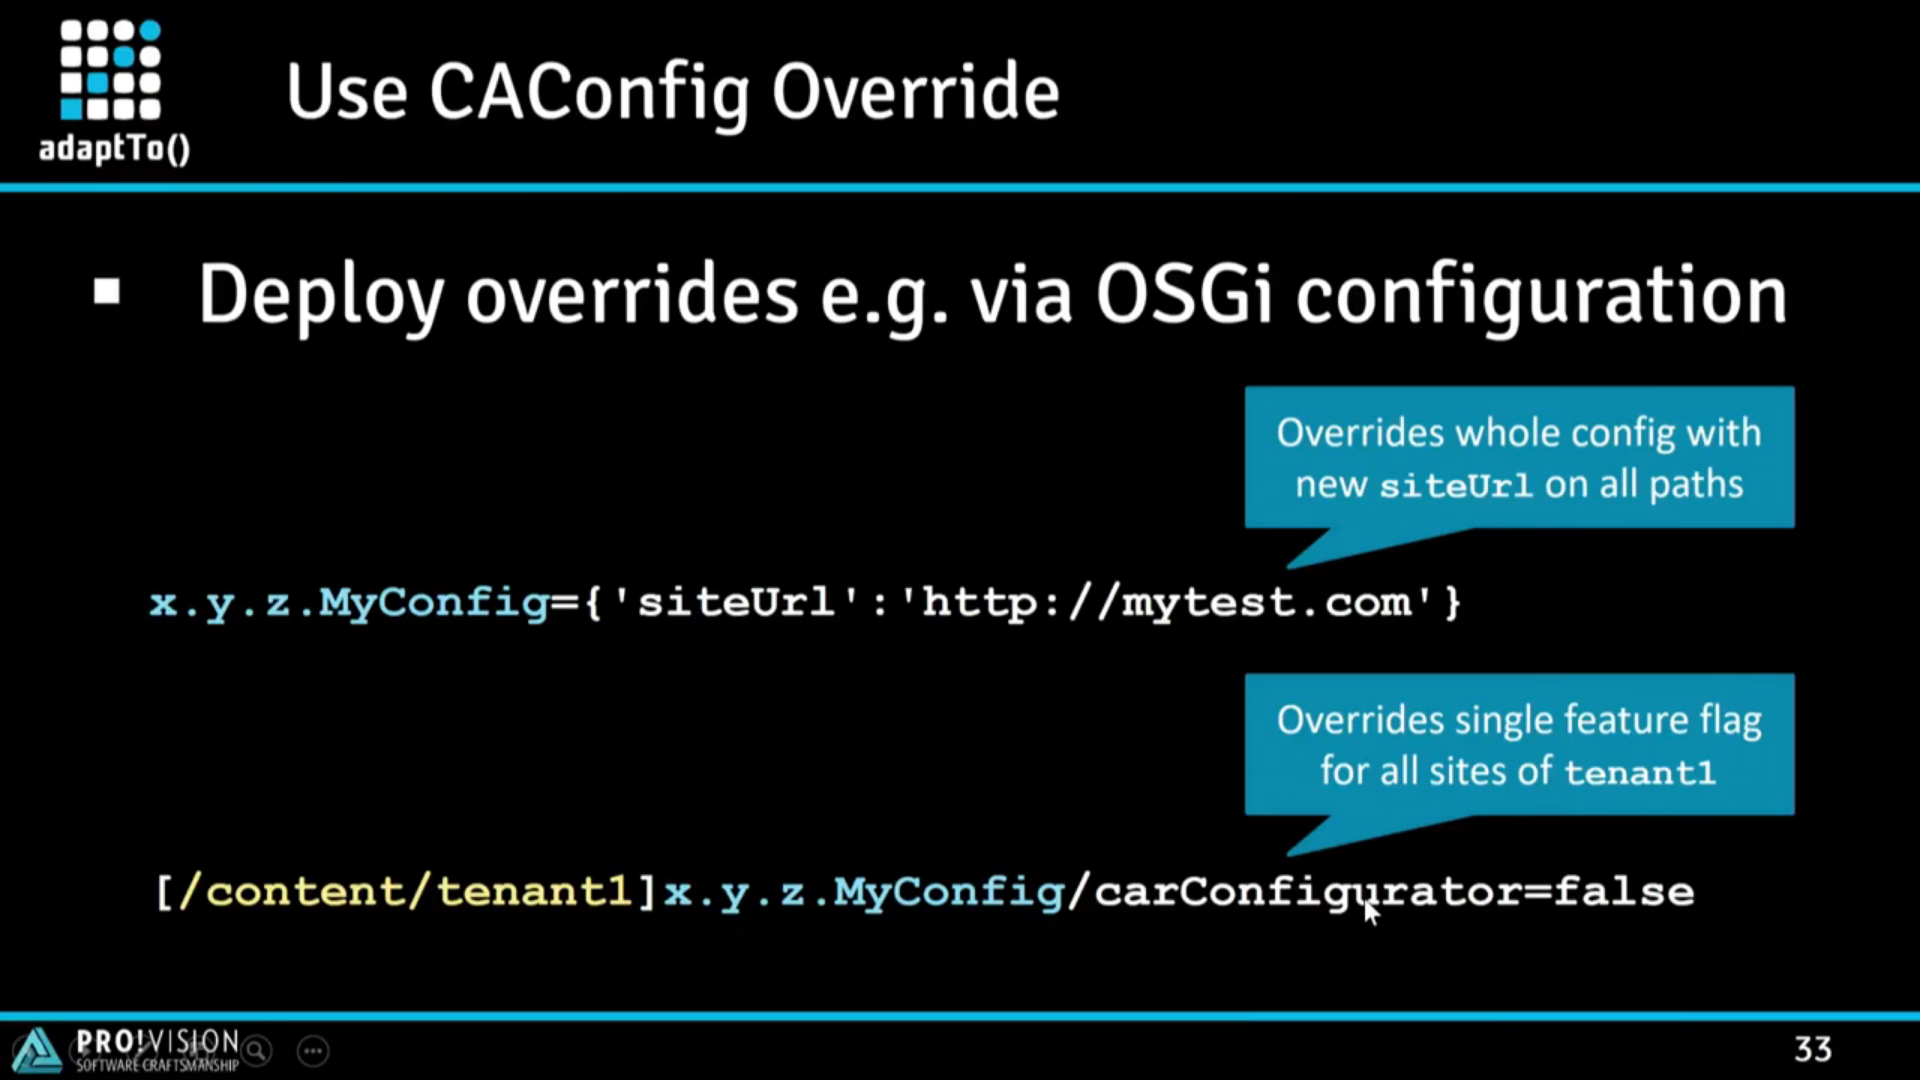 adaptTo()
Use CAConfig Override
▪ Deploy overrides e.g. via OSGi configuration
Overrides whole config with
new siteUrl on all paths
x.y.z.MyConfig={'siteUrl':'http://mytest.com'}
Overrides single feature flag
for all sites of tenant1
[/content/tenant1]x.y.z.MyConfig/carConfigurator=false
PRO!VISION
SOFTWARE CRAFTSMANSHIP
33